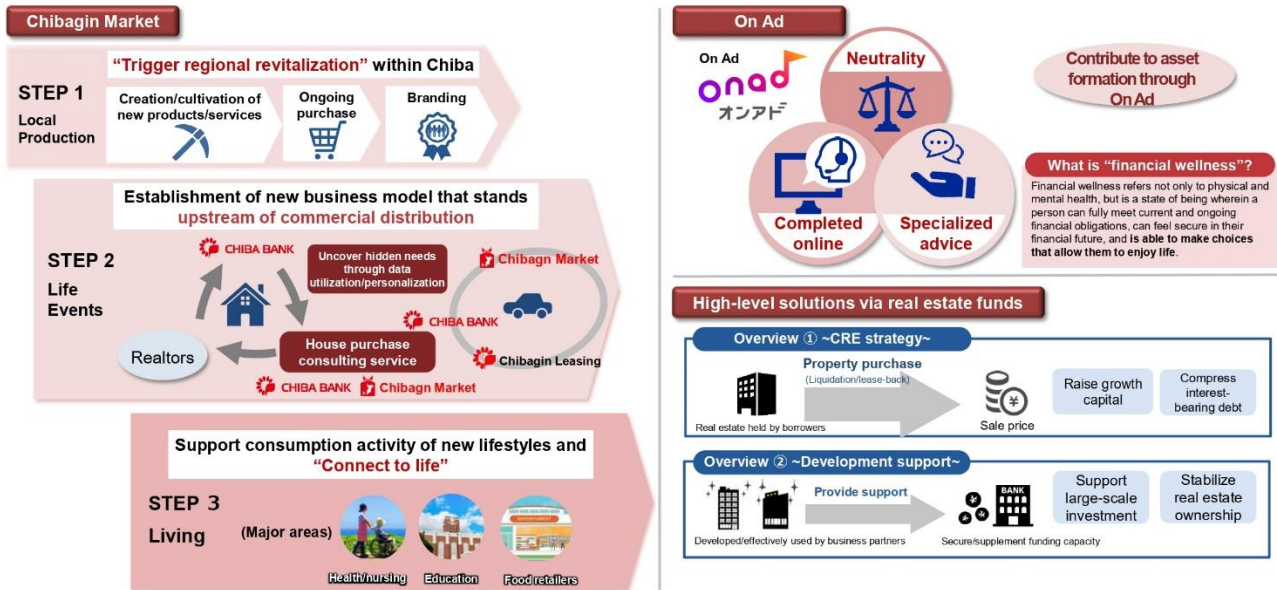 Chibagin Market
"Trigger regional revitalization" within Chiba
STEP 1
Local
Production
Creation/cultivation of
new products/services
Ongoing
purchase
Branding
Establishment of new business model that stands
upstream of commercial distribution
STEP 2
Life
Events
CHIBA BANK
Uncover hidden needs
through data
utilization/personalization
Realtors
House purchase
consulting service
CHIBA BANK
Chibagn Market
Chibagn Market
CHIBA BANK
Chibagin Leasing
Support consumption activity of new lifestyles and
"Connect to life"
STEP 3
Living
(Major areas)
SUPERMARKET
Health/nursing
Education
Food retailers
On Ad
On Ad
onad
オンアド
Neutrality
Completed
online
Specialized
advice
Contribute to asset
formation through
On Ad
What is "financial wellness"?
Financial wellness refers not only to physical and
mental health, but is a state of being wherein a
person can fully meet current and ongoing
financial obligations, can feel secure in their
financial future, and is able to make choices
that allow them to enjoy life.
High-level solutions via real estate funds
Overview ① ~CRE strategy~
Property purchase
(Liquidation/lease-back)
Real estate held by borrowers
¥
Sale price
Raise growth
capital
Compress
interest-
bearing debt
Overview ② ~Development support~
Provide support
Developed/effectively used by business partners
¥
¥
¥
BANK
Secure/supplement funding capacity
Support
large-scale
investment
Stabilize
real estate
ownership